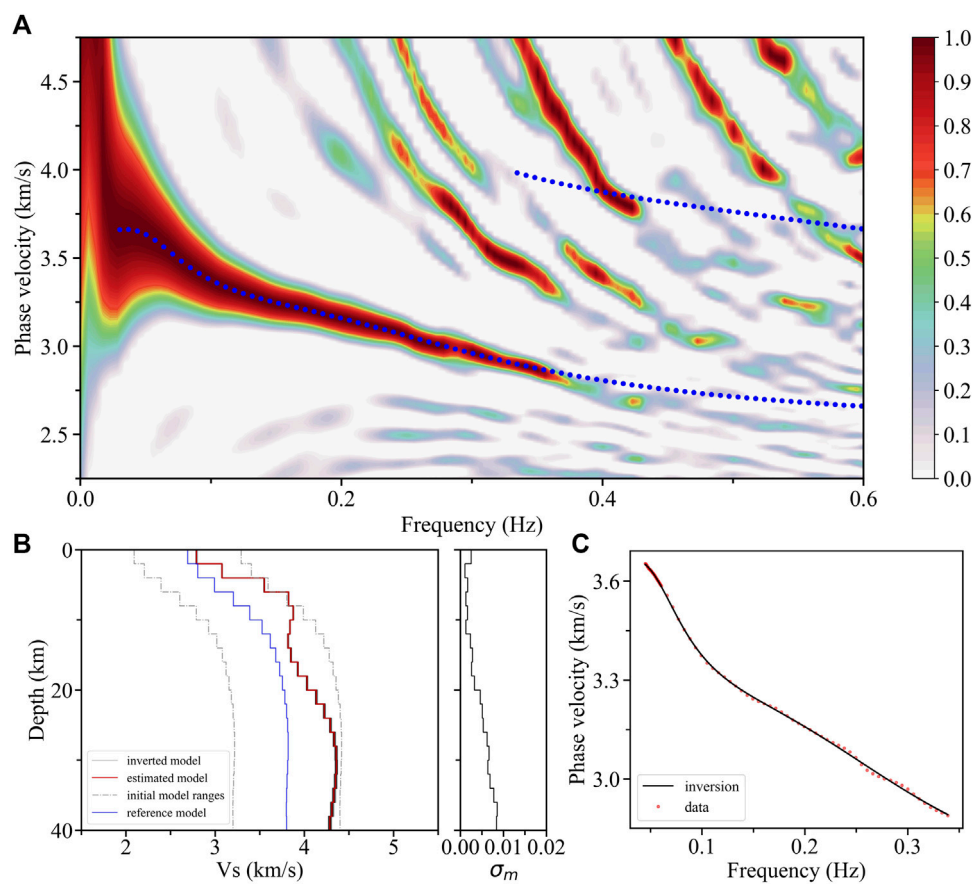 A
4.5
4.0
3.5
3.0
2.5
Phase velocity (km/s)
0.0
0.2
0.4
0.6
Frequency (Hz)
1.0
0.9
0.8
0.7
0.6
0.5
0.4
0.3
0.2
0.1
0.0
B
0
10
20
30
40
Depth (km)
inverted model
estimated model
initial model ranges
reference model
2
3
4
5
Vs (km/s)
0.00
0.01
0.02
σm
C
3.6
3.3
3.0
Phase velocity (km/s)
inversion
data
0.1
0.2
0.3
Frequency (Hz)